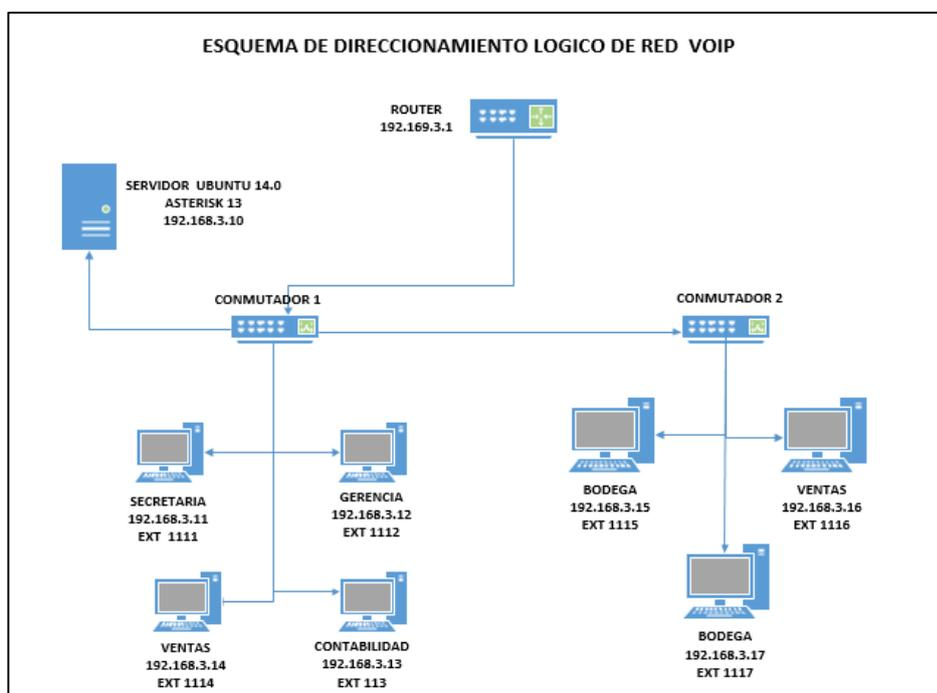 ESQUEMA DE DIRECCIONAMIENTO LOGICO DE RED VOIP
ROUTER
192.169.3.1
SERVIDOR UBUNTU 14.0
ASTERISK 13
192.168.3.10
CONMUTADOR 1
CONMUTADOR 2
SECRETARIA
192.168.3.11
EXT 1111
GERENCIA
192.168.3.12
EXT 1112
BODEGA
192.168.3.15
EXT 1115
VENTAS
192.168.3.16
EXT 1116
VENTAS
192.168.3.14
EXT 1114
CONTABILIDAD
192.168.3.13
EXT 113
BODEGA
192.168.3.17
EXT 1117